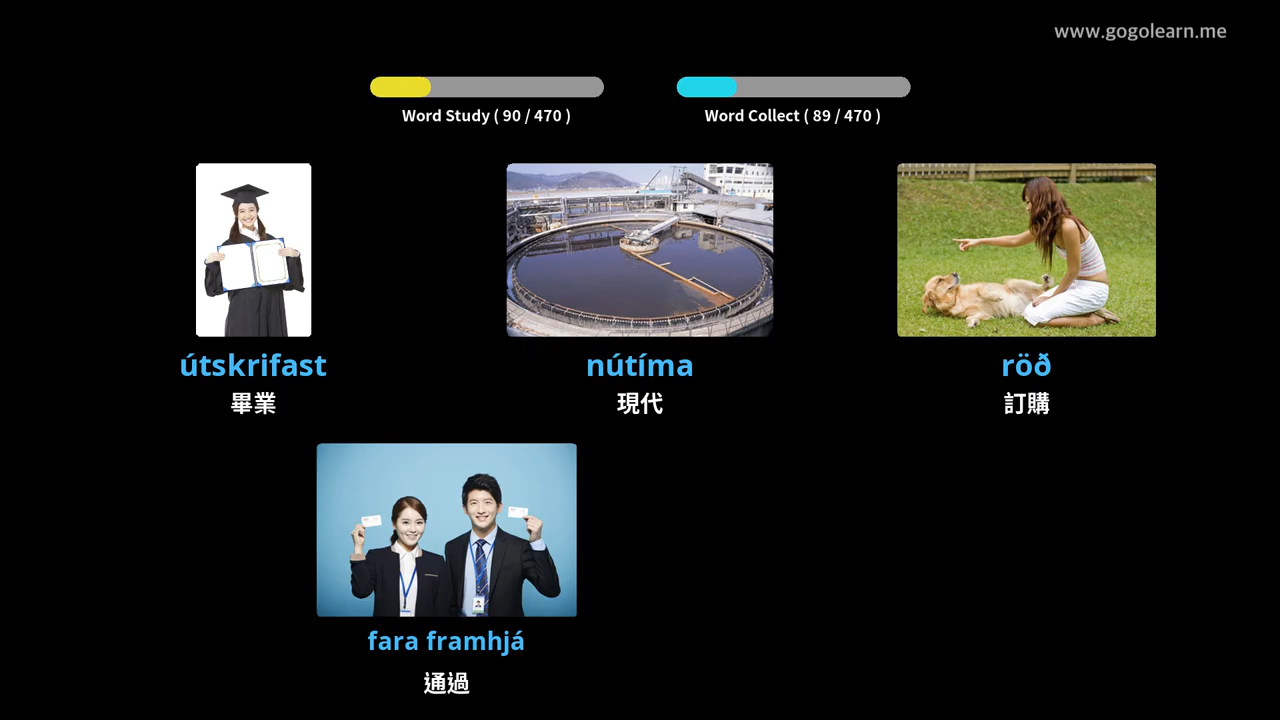 www.gogolearn.me
Word Study ( 90 / 470 )
Word Collect ( 89 / 470 )
útskrifast
畢業
nútíma
現代
röð
訂購
fara framhjá
通過